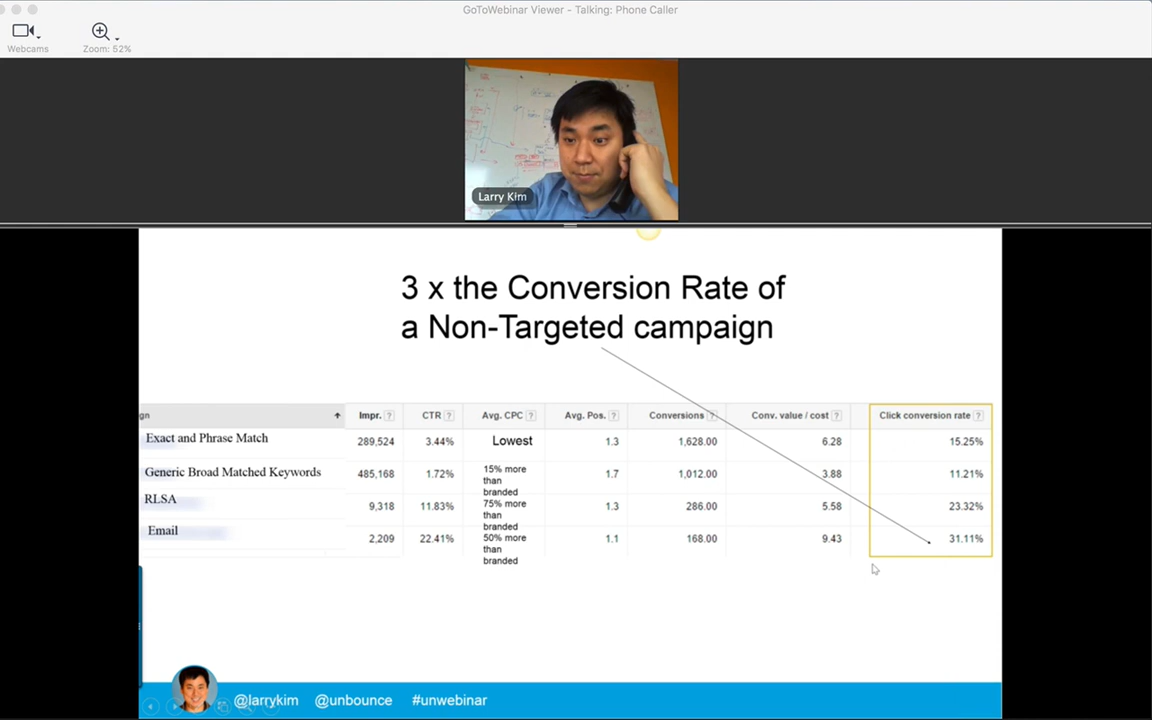 GoToWebinar Viewer - Talking: Phone Caller
Webcams
Zoom: 52%
Larry Kim
3 x the Conversion Rate of
a Non-Targeted campaign
gn Impr. ? CTR ? Avg. CPC ? Avg. Pos. ? Conversions ? Conv. value / cost ? Click conversion rate ?
Exact and Phrase Match 289,524 3.44% Lowest 1.3 1,628.00 6.28 15.25%
Generic Broad Matched Keywords 485,168 1.72% 15% more than branded 1.7 1,012.00 3.88 11.21%
RLSA 9,318 11.83% 75% more than branded 1.3 286.00 5.58 23.32%
Email 2,209 22.41% 50% more than branded 1.1 168.00 9.43 31.11%
@larrykim @unbounce #unwebinar